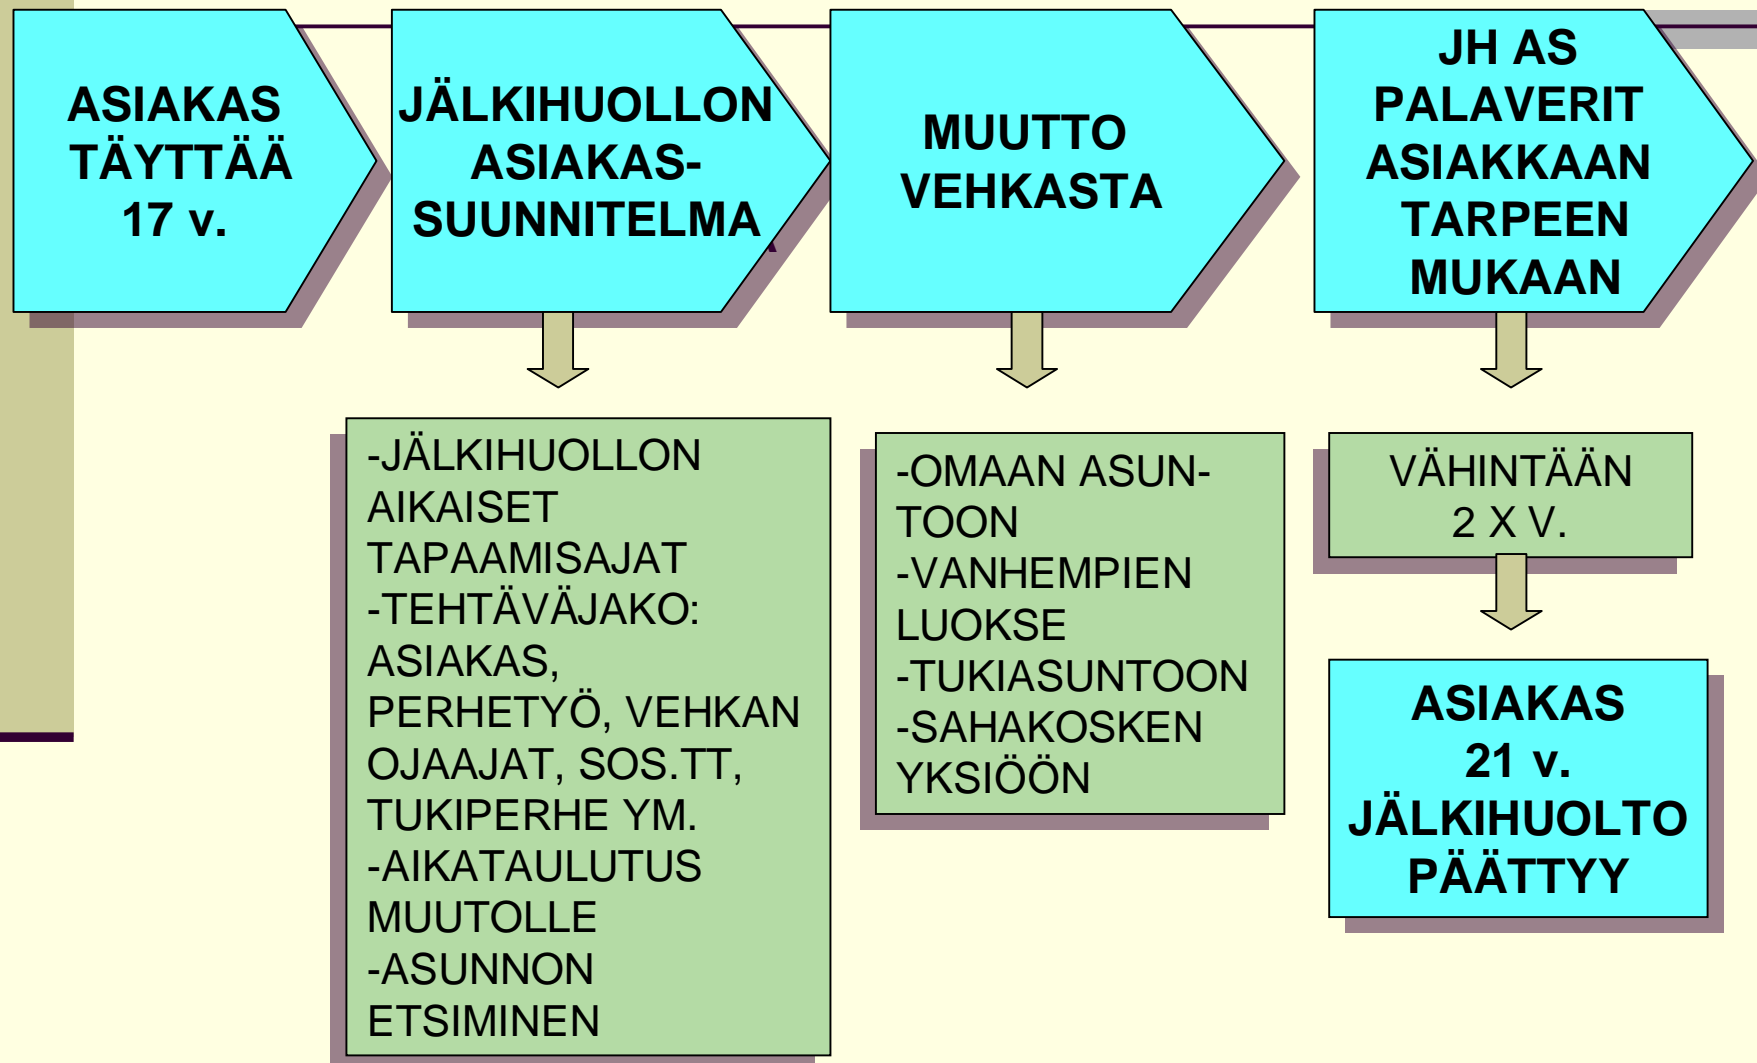 ASIAKAS
TÄYTTÄÄ
17 v.
JÄLKIHUOLLON
ASIAKAS-
SUUNNITELMA
MUUTTO
VEHKASTA
JH AS
PALAVERIT
ASIAKKAAN
TARPEEN
MUKAAN
-JÄLKIHUOLLON
AIKAISET
TAPAAMISAJAT
-TEHTÄVÄJAKO:
ASIAKAS,
PERHETYÖ, VEHKAN
OJAAJAT, SOS.TT,
TUKIPERHE YM.
-AIKATAULUTUS
MUUTOLLE
-ASUNNON
ETSIMINEN
-OMAAN ASUN-
TOON
-VANHEMPIEN
LUOKSE
-TUKIASUNTOON
-SAHAKOSKEN
YKSIÖÖN
VÄHINTÄÄN
2 X V.
ASIAKAS
21 v.
JÄLKIHUOLTO
PÄÄTTYY